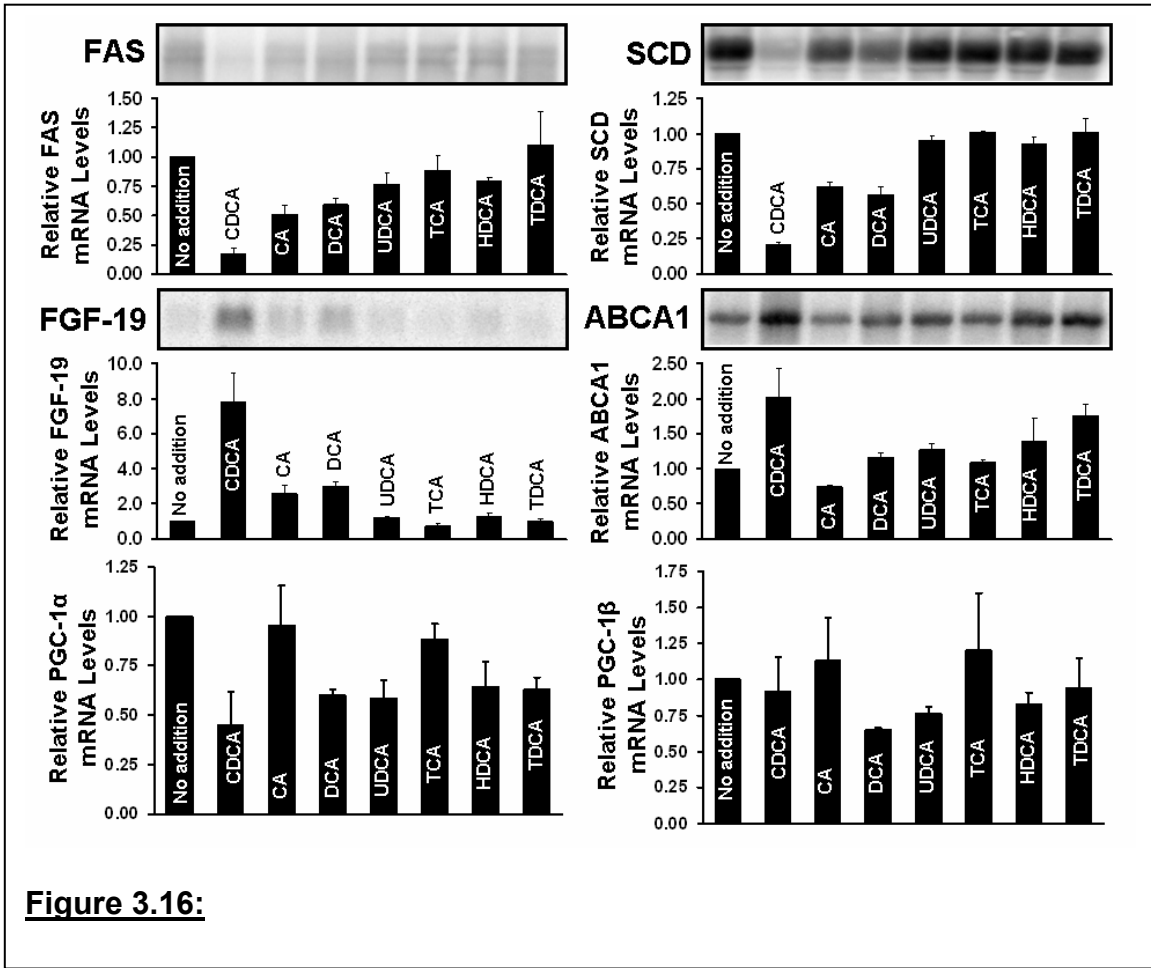 FAS
Relative FAS
mRNA Levels
1.50
1.25
1.00
0.75
0.50
0.25
0.00
No addition
CDCA
CA
DCA
UDCA
TCA
HDCA
TDCA
SCD
Relative SCD
mRNA Levels
1.25
1.00
0.75
0.50
0.25
0.00
No addition
CDCA
CA
DCA
UDCA
TCA
HDCA
TDCA
FGF-19
Relative FGF-19
mRNA Levels
10.0
8.0
6.0
4.0
2.0
0.0
No addition
CDCA
CA
DCA
UDCA
TCA
HDCA
TDCA
ABCA1
Relative ABCA1
mRNA Levels
2.50
2.00
1.50
1.00
0.50
0.00
No addition
CDCA
CA
DCA
UDCA
TCA
HDCA
TDCA
Relative PGC-1α
mRNA Levels
1.25
1.00
0.75
0.50
0.25
0.00
No addition
CDCA
CA
DCA
UDCA
TCA
HDCA
TDCA
Relative PGC-1β
mRNA Levels
1.75
1.50
1.25
1.00
0.75
0.50
0.25
0.00
No addition
CDCA
CA
DCA
UDCA
TCA
HDCA
TDCA
Figure 3.16: